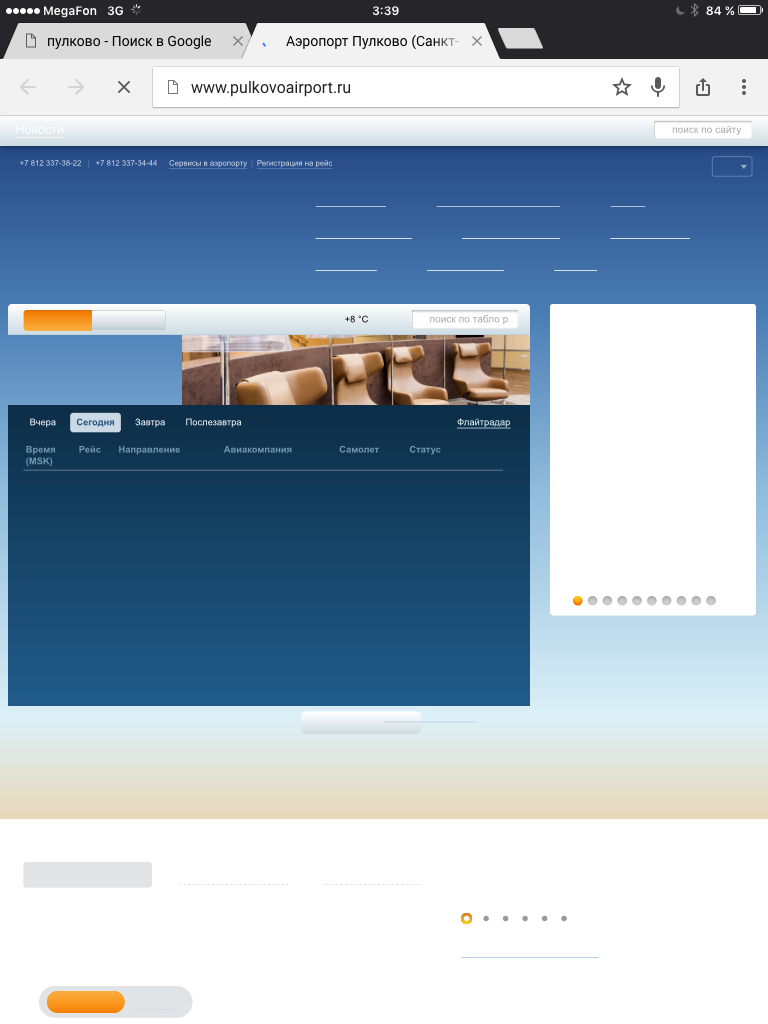 MegaFon 3G 3:39 84 %
пулково - Поиск в Google Аэропорт Пулково (Санкт-
www.pulkovoairport.ru
Новости поиск по сайту
+7 812 337-38-22 | +7 812 337-34-44 Сервисы в аэропорту | Регистрация на рейс
+8 °C поиск по табло р
Вчера Сегодня Завтра Послезавтра Флайтрадар
Время Рейс Направление Авиакомпания Самолет Статус
(MSK)